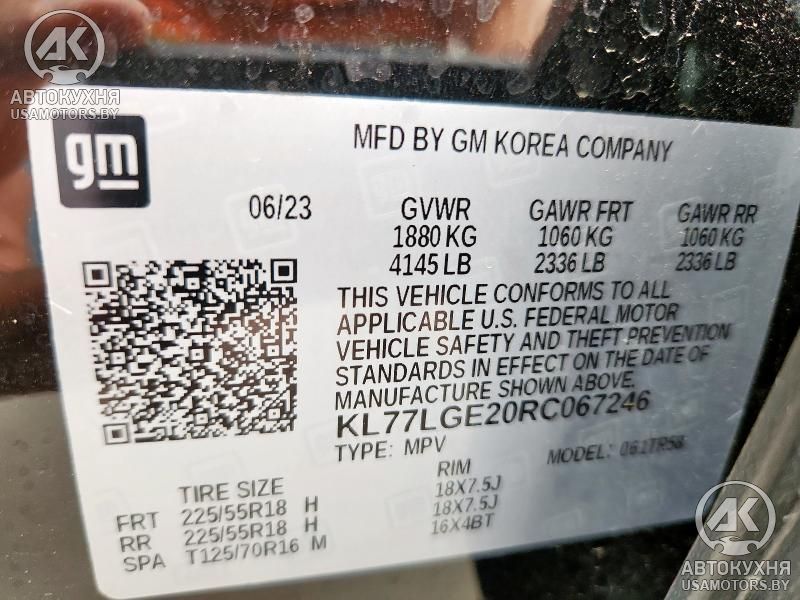 AK
АВТОКУХНЯ
USAMOTORS.BY
gm
MFD BY GM KOREA COMPANY
06/23 GVWR GAWR FRT GAWR RR
1880 KG 1060 KG 1060 KG
4145 LB 2336 LB 2336 LB
THIS VEHICLE CONFORMS TO ALL
APPLICABLE U.S. FEDERAL MOTOR
VEHICLE SAFETY AND THEFT PREVENTION
STANDARDS IN EFFECT ON THE DATE OF
MANUFACTURE SHOWN ABOVE.
KL77LGE20RC067246
TYPE: MPV MODEL: 061TR58
TIRE SIZE RIM
FRT 225/55R18 H 18X7.5J
RR 225/55R18 H 18X7.5J
SPA T125/70R16 M 16X4BT
AK
АВТОКУХНЯ
USAMOTORS.BY